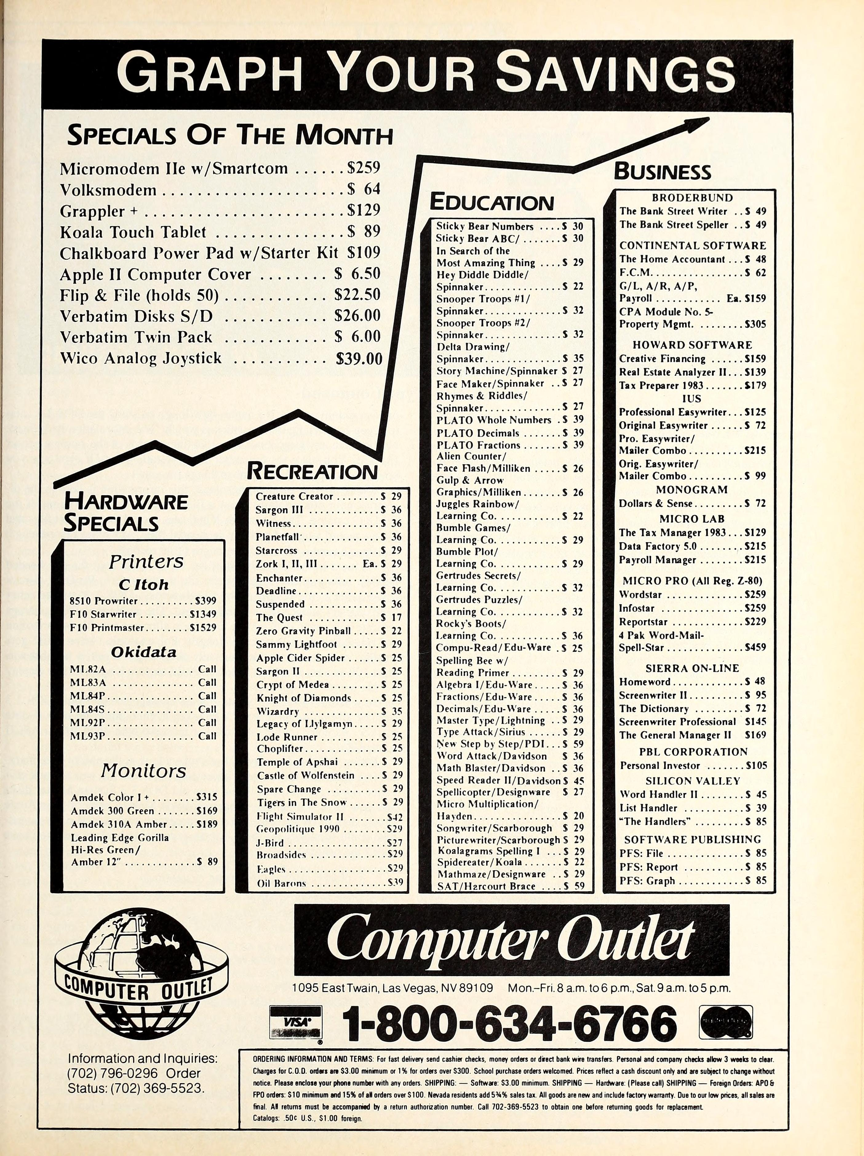 GRAPH YOUR SAVINGS
SPECIALS OF THE MONTH
Micromodem IIe w/Smartcom ...... $259
Volksmodem ..................... $ 64
Grappler + ...................... $129
Koala Touch Tablet .............. $ 89
Chalkboard Power Pad w/Starter Kit $109
Apple II Computer Cover ........ $ 6.50
Flip & File (holds 50) ............ $22.50
Verbatim Disks S/D ............. $26.00
Verbatim Twin Pack ............ $ 6.00
Wico Analog Joystick ........... $39.00
HARDWARE
SPECIALS
Printers
C Itoh
8510 Prowriter .......... $399
F10 Starwriter ......... $1349
F10 Printmaster ....... $1529
Okidata
ML82A ................ Call
ML83A ................ Call
ML84P ................ Call
ML84S ................ Call
ML92P ................ Call
ML93P ................ Call
Monitors
Amdek Color I + ........ $315
Amdek 300 Green ...... $169
Amdek 310A Amber ..... $189
Leading Edge Gorilla
Hi-Res Green/
Amber 12" ............. $ 89
RECREATION
Creature Creator ........ $ 29
Sargon III .............. $ 36
Witness ................. $ 36
Planetfall ............... $ 36
Starcross ............... $ 29
Zork I, II, III ....... Ea. $ 29
Enchanter ............... $ 36
Deadline ................ $ 36
Suspended .............. $ 36
The Quest .............. $ 17
Zero Gravity Pinball ..... $ 22
Sammy Lightfoot ....... $ 29
Apple Cider Spider ...... $ 25
Sargon II ............... $ 25
Crypt of Medea ......... $ 25
Knight of Diamonds ..... $ 25
Wizardry ............... $ 35
Legacy of Llylgamyn ..... $ 29
Lode Runner ........... $ 25
Choplifter .............. $ 25
Temple of Apshai ....... $ 29
Castle of Wolfenstein .... $ 29
Spare Change .......... $ 29
Tigers in The Snow ...... $ 29
Flight Simulator II ....... $42
Geopolitique 1990 ........ $29
J-Bird .................. $27
Broadsides .............. $29
Eagles .................. $29
Oil Barons .............. $39
EDUCATION
Sticky Bear Numbers .... $ 30
Sticky Bear ABC/ ....... $ 30
In Search of the
Most Amazing Thing .... $ 29
Hey Diddle Diddle/
Spinnaker .............. $ 22
Snooper Troops #1/
Spinnaker .............. $ 32
Snooper Troops #2/
Spinnaker .............. $ 32
Delta Drawing/
Spinnaker .............. $ 35
Story Machine/Spinnaker $ 27
Face Maker/Spinnaker .. $ 27
Rhymes & Riddles/
Spinnaker .............. $ 27
PLATO Whole Numbers . $ 39
PLATO Decimals ....... $ 39
PLATO Fractions ....... $ 39
Alien Counter/
Face Flash/Milliken ..... $ 26
Gulp & Arrow
Graphics/Milliken ....... $ 26
Juggles Rainbow/
Learning Co. ............ $ 22
Bumble Games/
Learning Co. ............ $ 29
Bumble Plot/
Learning Co. ............ $ 29
Gertrudes Secrets/
Learning Co. ............ $ 32
Gertrudes Puzzles/
Learning Co. ............ $ 32
Rocky's Boots/
Learning Co. ............ $ 36
Compu-Read/Edu-Ware . $ 25
Spelling Bee w/
Reading Primer ......... $ 29
Algebra I/Edu-Ware ..... $ 36
Fractions/Edu-Ware ..... $ 36
Decimals/Edu-Ware ..... $ 36
Master Type/Lightning .. $ 29
Type Attack/Sirius ...... $ 29
New Step by Step/PDI ... $ 59
Word Attack/Davidson $ 36
Math Blaster/Davidson .. $ 36
Speed Reader II/Davidson $ 45
Spellicopter/Designware $ 27
Micro Multiplication/
Hayden ................. $ 20
Songwriter/Scarborough $ 29
Picturewriter/Scarborough $ 29
Koalagrams Spelling I ... $ 29
Spidereater/Koala ....... $ 22
Mathmaze/Designware .. $ 29
SAT/Harcourt Brace .... $ 59
BUSINESS
BRODERBUND
The Bank Street Writer .. $ 49
The Bank Street Speller .. $ 49
CONTINENTAL SOFTWARE
The Home Accountant ... $ 48
F.C.M. ................. $ 62
G/L, A/R, A/P,
Payroll ........... Ea. $159
CPA Module No. 5-
Property Mgmt. ........ $305
HOWARD SOFTWARE
Creative Financing ...... $159
Real Estate Analyzer II ... $139
Tax Preparer 1983 ....... $179
IUS
Professional Easywriter ... $125
Original Easywriter ...... $ 72
Pro. Easywriter/
Mailer Combo .......... $215
Orig. Easywriter/
Mailer Combo .......... $ 99
MONOGRAM
Dollars & Sense ......... $ 72
MICRO LAB
The Tax Manager 1983 ... $129
Data Factory 5.0 ........ $215
Payroll Manager ........ $215
MICRO PRO (All Reg. Z-80)
Wordstar ............... $259
Infostar ................ $259
Reportstar .............. $229
4 Pak Word-Mail-
Spell-Star ............... $459
SIERRA ON-LINE
Homeword .............. $ 48
Screenwriter II .......... $ 95
The Dictionary .......... $ 72
Screenwriter Professional $145
The General Manager II $169
PBL CORPORATION
Personal Investor ....... $105
SILICON VALLEY
Word Handler II ........ $ 45
List Handler ............ $ 39
"The Handlers" ......... $ 85
SOFTWARE PUBLISHING
PFS: File ............... $ 85
PFS: Report ............ $ 85
PFS: Graph ............. $ 85
COMPUTER OUTLET
Computer Outlet
1095 East Twain, Las Vegas, NV 89109 Mon.–Fri. 8 a.m. to 6 p.m., Sat. 9 a.m. to 5 p.m.
VISA® 1-800-634-6766
Information and Inquiries:
(702) 796-0296 Order
Status: (702) 369-5523.
ORDERING INFORMATION AND TERMS: For fast delivery send cashier checks, money orders or direct bank wire transfers. Personal and company checks allow 3 weeks to clear.
Charges for C.O.D. orders are $3.00 minimum or 1% for orders over $300. School purchase orders welcomed. Prices reflect a cash discount only and are subject to change without
notice. Please enclose your phone number with any orders. SHIPPING: — Software: $3.00 minimum. SHIPPING — Hardware: (Please call) SHIPPING — Foreign Orders: APO &
FPO orders: $10 minimum and 15% of all orders over $100. Nevada residents add 5¾% sales tax. All goods are new and include factory warranty. Due to our low prices, all sales are
final. All returns must be accompanied by a return authorization number. Call 702-369-5523 to obtain one before returning goods for replacement.
Catalogs: .50¢ U.S., $1.00 foreign.